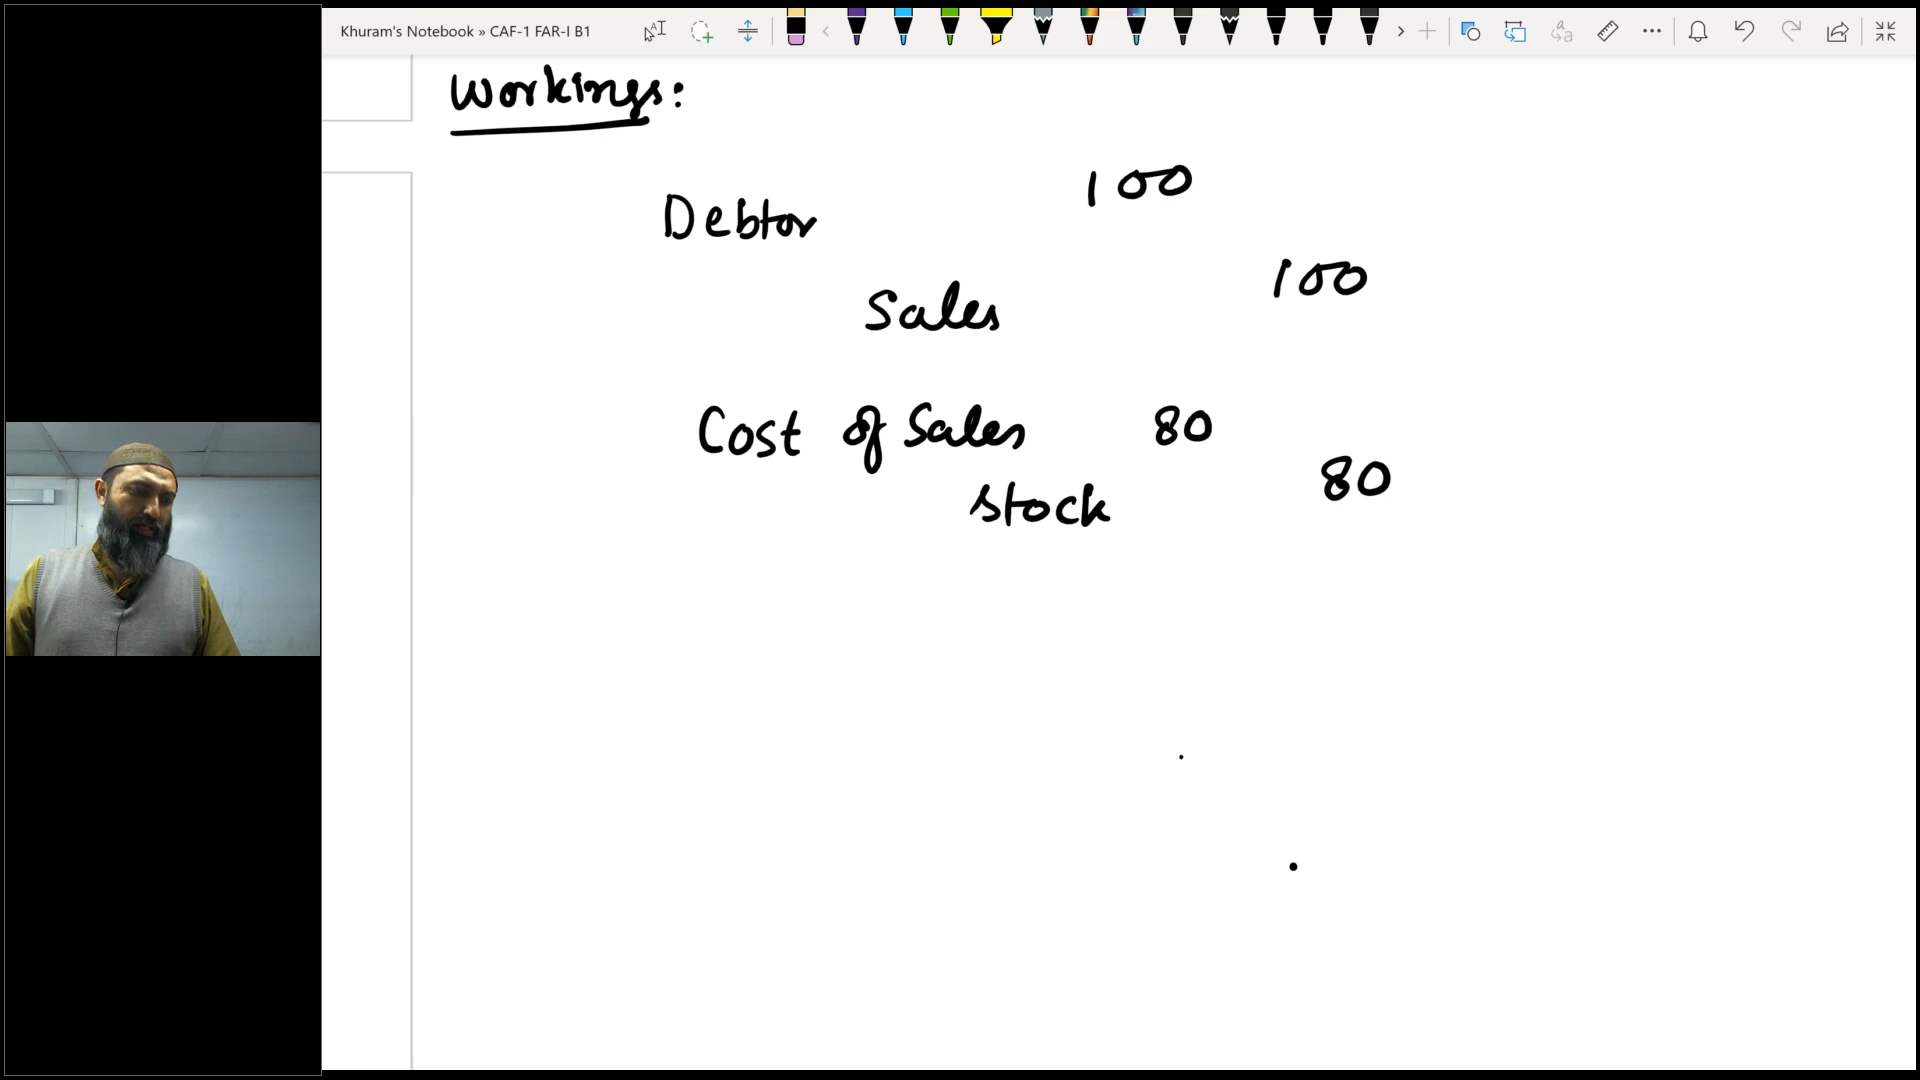 Khuram's Notebook » CAF-1 FAR-I B1
Workings:
Debtor 100
Sales 100
Cost of Sales 80
Stock 80